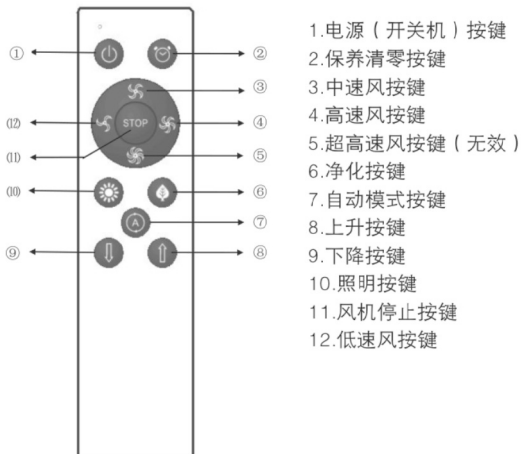 ①
②
③
⑿
STOP
④
⑾
⑤
⑽
⑥
A
⑦
⑨
⑧
1.电源（开关机）按键
2.保养清零按键
3.中速风按键
4.高速风按键
5.超高速风按键（无效）
6.净化按键
7.自动模式按键
8.上升按键
9.下降按键
10.照明按键
11.风机停止按键
12.低速风按键